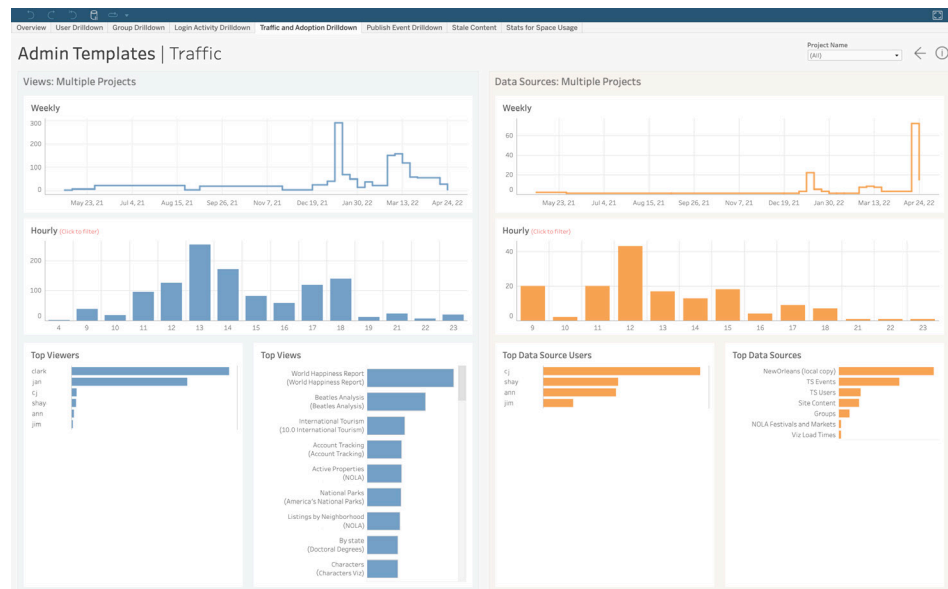 Overview User Drilldown Group Drilldown Login Activity Drilldown Traffic and Adoption Drilldown Publish Event Drilldown Stale Content Stats for Space Usage
Admin Templates | Traffic
Project Name
(All)
Views: Multiple Projects
Weekly
300
200
100
0
May 23, 21 Jul 4, 21 Aug 15, 21 Sep 26, 21 Nov 7, 21 Dec 19, 21 Jan 30, 22 Mar 13, 22 Apr 24, 22
Hourly (Click to filter)
200
100
0
4 9 10 11 12 13 14 15 16 17 18 19 21 22 23
Top Viewers
clark
jan
cj
shay
ann
jim
Top Views
World Happiness Report
(World Happiness Report)
Beatles Analysis
(Beatles Analysis)
International Tourism
(10.0 International Tourism)
Account Tracking
(Account Tracking)
Active Properties
(NOLA)
National Parks
(America's National Parks)
Listings by Neighborhood
(NOLA)
By state
(Doctoral Degrees)
Characters
(Characters Viz)
Data Sources: Multiple Projects
Weekly
60
40
20
0
May 23, 21 Jul 4, 21 Aug 15, 21 Sep 26, 21 Nov 7, 21 Dec 19, 21 Jan 30, 22 Mar 13, 22 Apr 24, 22
Hourly (Click to filter)
40
20
0
9 10 11 12 13 14 15 16 17 18 21 22 23
Top Data Source Users
cj
shay
ann
jim
Top Data Sources
NewOrleans (local copy)
TS Events
TS Users
Site Content
Groups
NOLA Festivals and Markets
Viz Load Times